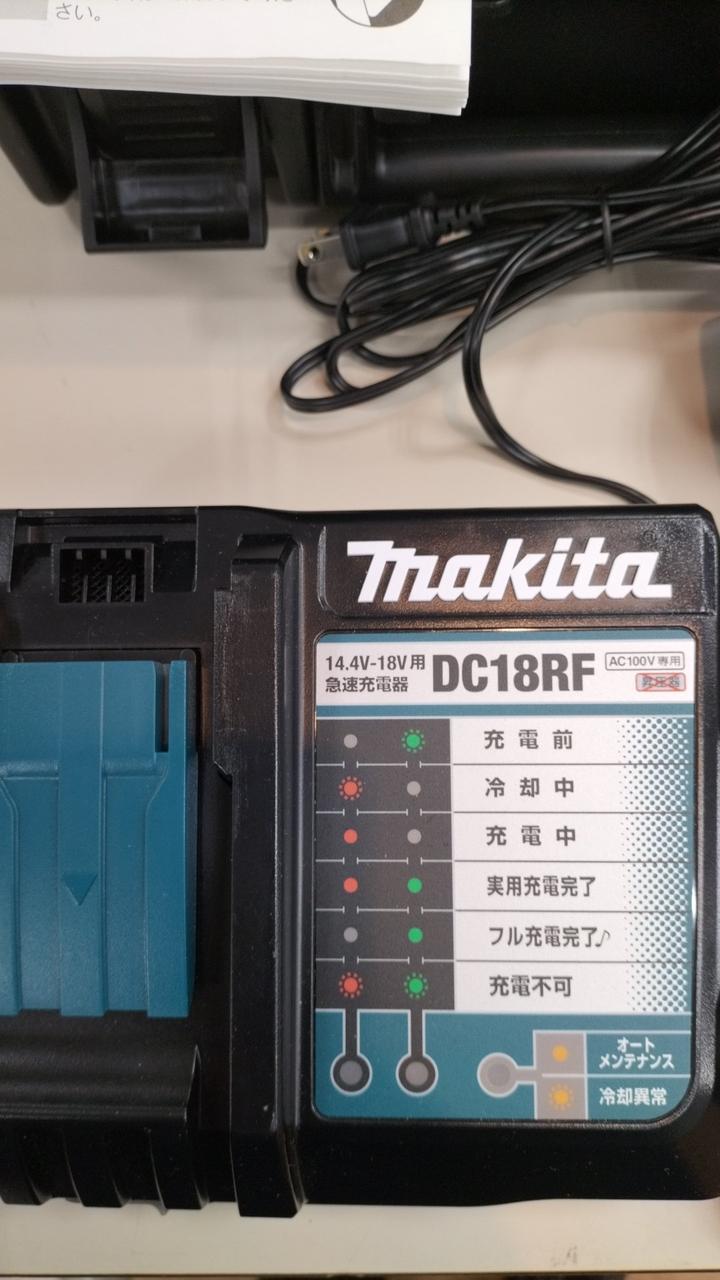 さい。
makita
14.4V-18V用
急速充電器
DC18RF
AC100V専用
昇圧器
充電前
冷却中
充電中
実用充電完了
フル充電完了♪
充電不可
オート
メンテナンス
冷却異常